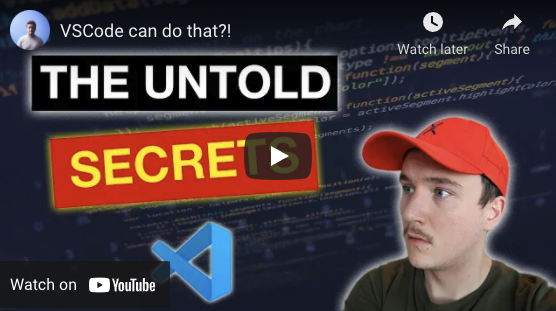 VSCode can do that?!
Watch later
Share
THE UNTOLD
SECRETS
Watch on YouTube